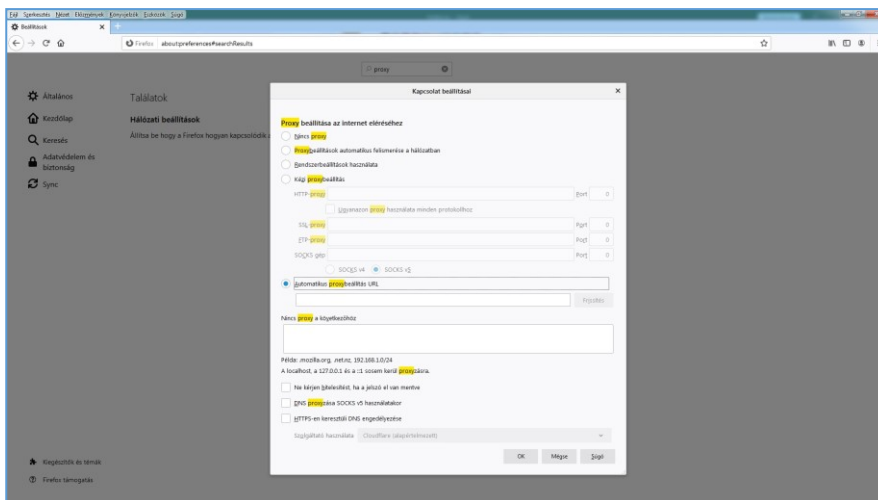 Fájl Szerkesztés Nézet Előzmények Könyvjelzők Eszközök Súgó
Beállítások
Firefox about:preferences#searchResults
proxy
Általános
Kezdőlap
Keresés
Adatvédelem és
biztonság
Sync
Kiegészítők és témák
Firefox támogatás
Találatok
Hálózati beállítások
Állítsa be hogy a Firefox hogyan kapcsolódik
Kapcsolat beállításai
Proxy beállítása az internet eléréséhez
Nincs proxy
Proxybeállítások automatikus felismerése a hálózatban
Rendszerbeállítások használata
Kézi proxybeállítás
HTTP-proxy Port 0
Ugyanazon proxy használata minden protokollhoz
SSL-proxy Port 0
FTP-proxy Port 0
SOCKS-gép Port 0
SOCKS v4 SOCKS v5
Automatikus proxybeállítás URL
Frissítés
Nincs proxy a következőhöz
Példa: .mozilla.org, .net.nz, 192.168.1.0/24
A localhost, a 127.0.0.1 és a ::1 sosem kerül proxyzásra.
Ne kérjen hitelesítést, ha a jelszó el van mentve
DNS proxyzása SOCKS v5 használatakor
HTTPS-en keresztüli DNS engedélyezése
Szolgáltató használata Cloudflare (alapértelmezett)
OK Mégse Súgó